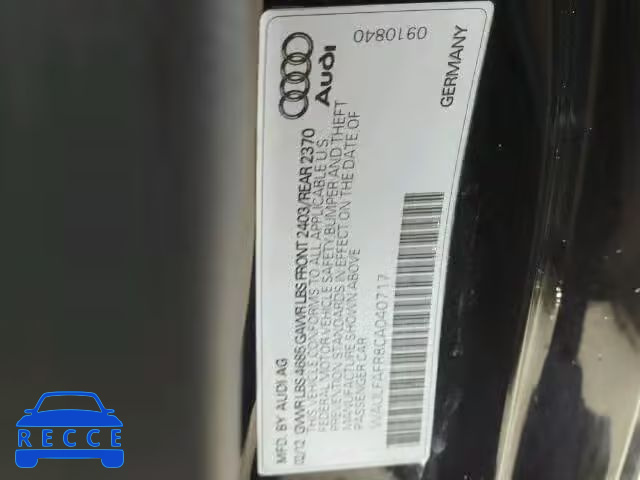 MFD. BY AUDI AG
02/12 GVWR LBS 4685 GAWR LBS FRONT 2403/REAR 2370
THIS VEHICLE CONFORMS TO ALL APPLICABLE U.S.
FEDERAL MOTOR VEHICLE SAFETY, BUMPER AND THEFT
PREVENTION STANDARDS IN EFFECT ON THE DATE OF
MANUFACTURE SHOWN ABOVE
PASSENGER CAR
WAULFAFR8CA040717
Audi
0910840
GERMANY
RECCE